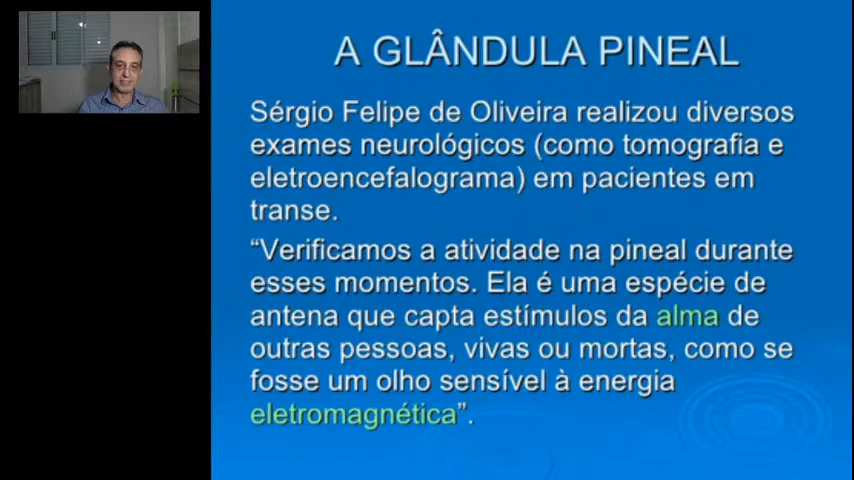 A GLÂNDULA PINEAL
Sérgio Felipe de Oliveira realizou diversos
exames neurológicos (como tomografia e
eletroencefalograma) em pacientes em
transe.
“Verificamos a atividade na pineal durante
esses momentos. Ela é uma espécie de
antena que capta estímulos da alma de
outras pessoas, vivas ou mortas, como se
fosse um olho sensível à energia
eletromagnética”.